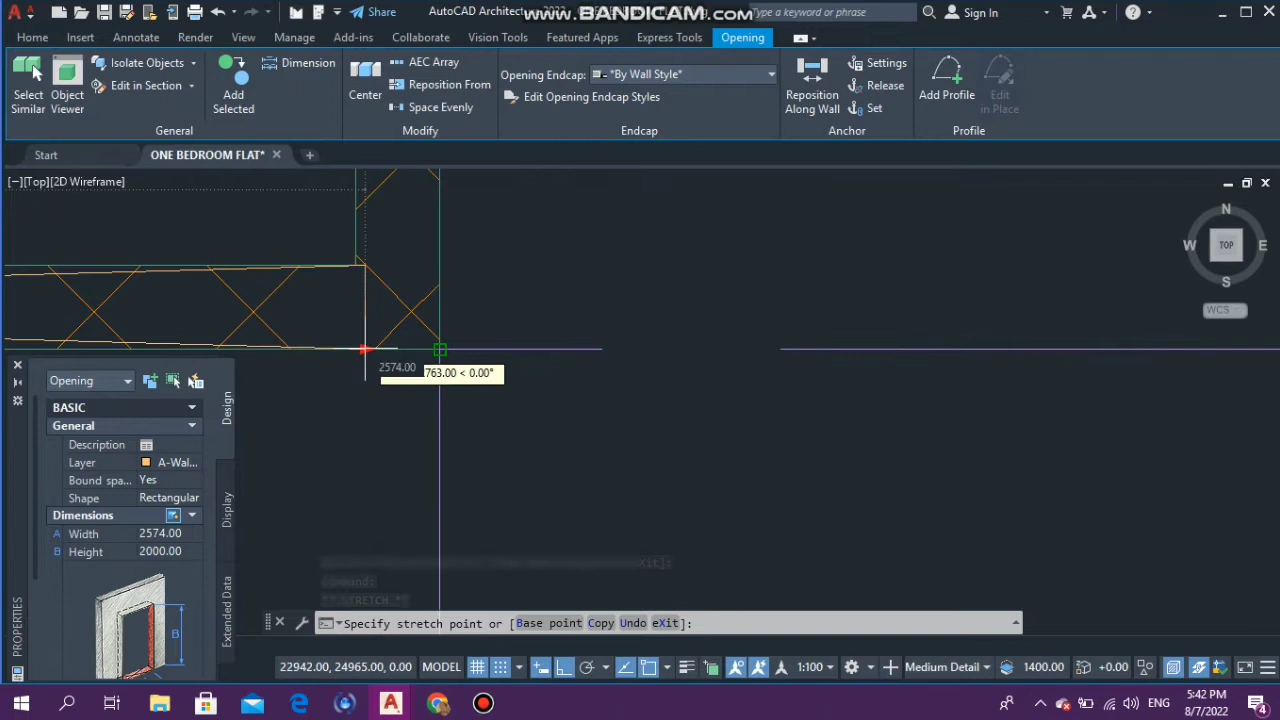 Share
AutoCAD Architecture 2023
www.BANDICAM.com
Type a keyword or phrase
Sign In
Home
Insert
Annotate
Render
View
Manage
Add-ins
Collaborate
Vision Tools
Featured Apps
Express Tools
Opening
Select Similar
Object Viewer
Isolate Objects
Edit in Section
Add Selected
Dimension
General
Center
AEC Array
Reposition From
Space Evenly
Modify
Opening Endcap:
*By Wall Style*
Edit Opening Endcap Styles
Endcap
Reposition Along Wall
Settings
Release
Set
Anchor
Add Profile
Edit in Place
Profile
Start
ONE BEDROOM FLAT*
[−][Top][2D Wireframe]
N
W
TOP
E
S
WCS
2574.00
763.00 < 0.00°
Opening
BASIC
General
Description
Layer
A-Wal...
Bound spa...
Yes
Shape
Rectangular
Dimensions
A
Width
2574.00
B
Height
2000.00
B
Design
Display
Extended Data
PROPERTIES
command:
** STRETCH **
Specify stretch point or [Base point Copy Undo eXit]:
22942.00, 24965.00, 0.00
MODEL
1:100
Medium Detail
1400.00
+0.00
ENG
5:42 PM
8/7/2022
4